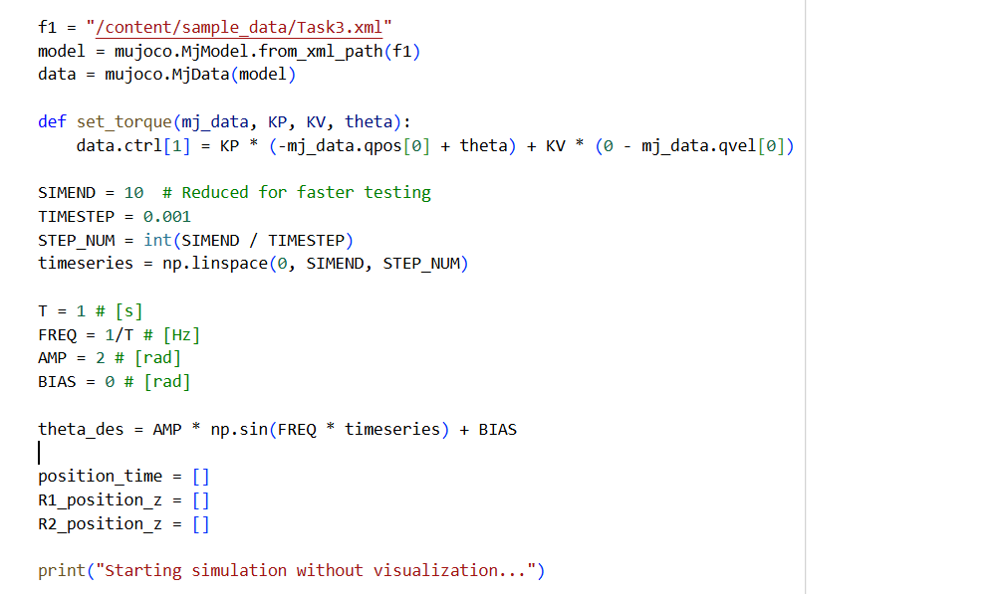 f1 = "/content/sample_data/Task3.xml"
model = mujoco.MjModel.from_xml_path(f1)
data = mujoco.MjData(model)
def set_torque(mj_data, KP, KV, theta):
    data.ctrl[1] = KP * (-mj_data.qpos[0] + theta) + KV * (0 - mj_data.qvel[0])
SIMEND = 10  # Reduced for faster testing
TIMESTEP = 0.001
STEP_NUM = int(SIMEND / TIMESTEP)
timeseries = np.linspace(0, SIMEND, STEP_NUM)
T = 1 # [s]
FREQ = 1/T # [Hz]
AMP = 2 # [rad]
BIAS = 0 # [rad]
theta_des = AMP * np.sin(FREQ * timeseries) + BIAS
position_time = []
R1_position_z = []
R2_position_z = []
print("Starting simulation without visualization...")